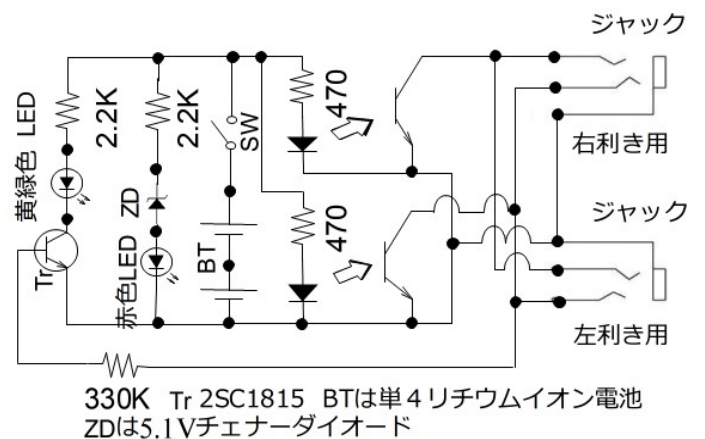 ジャック
470
黄緑色 LED
2.2K
2.2K
SW
右利き用
ZD
ジャック
470
Tr
赤色LED
BT
左利き用
330K Tr 2SC1815 BTは単４リチウムイオン電池
ZDは5.1Vチェナーダイオード